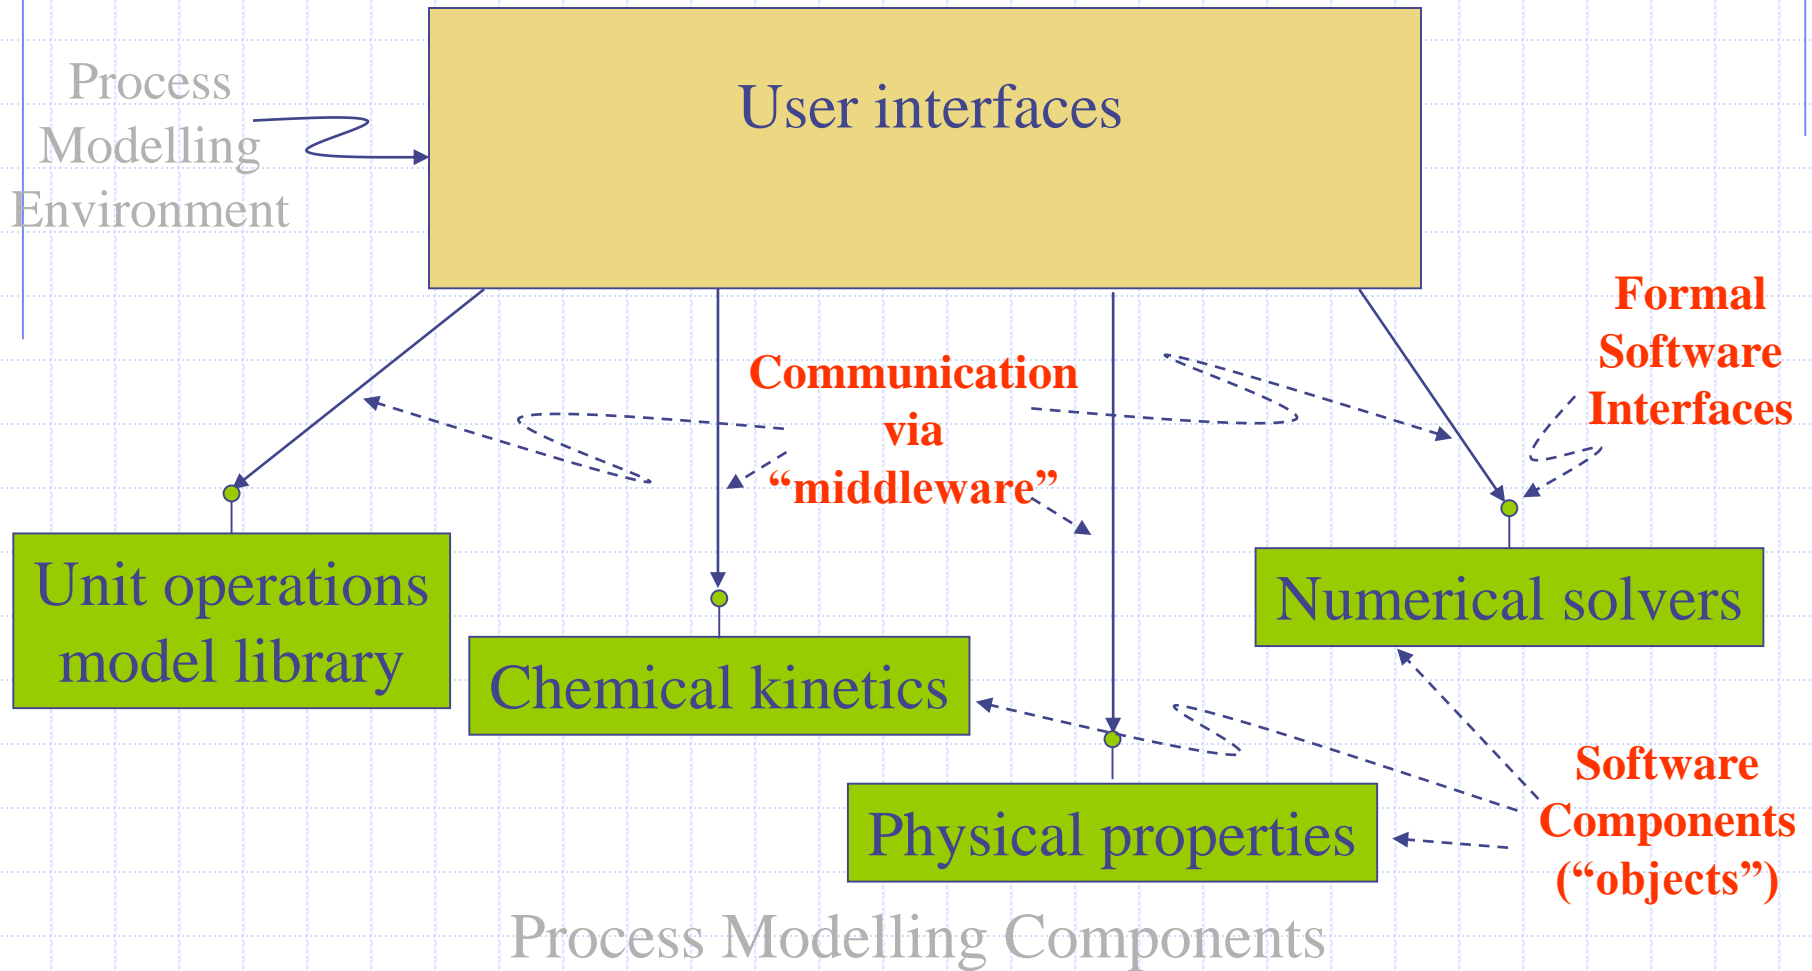 Process
Modelling
Environment
User interfaces
Formal
Software
Interfaces
Communication
via
“middleware”
Unit operations
model library
Chemical kinetics
Numerical solvers
Physical properties
Software
Components
(“objects”)
Process Modelling Components